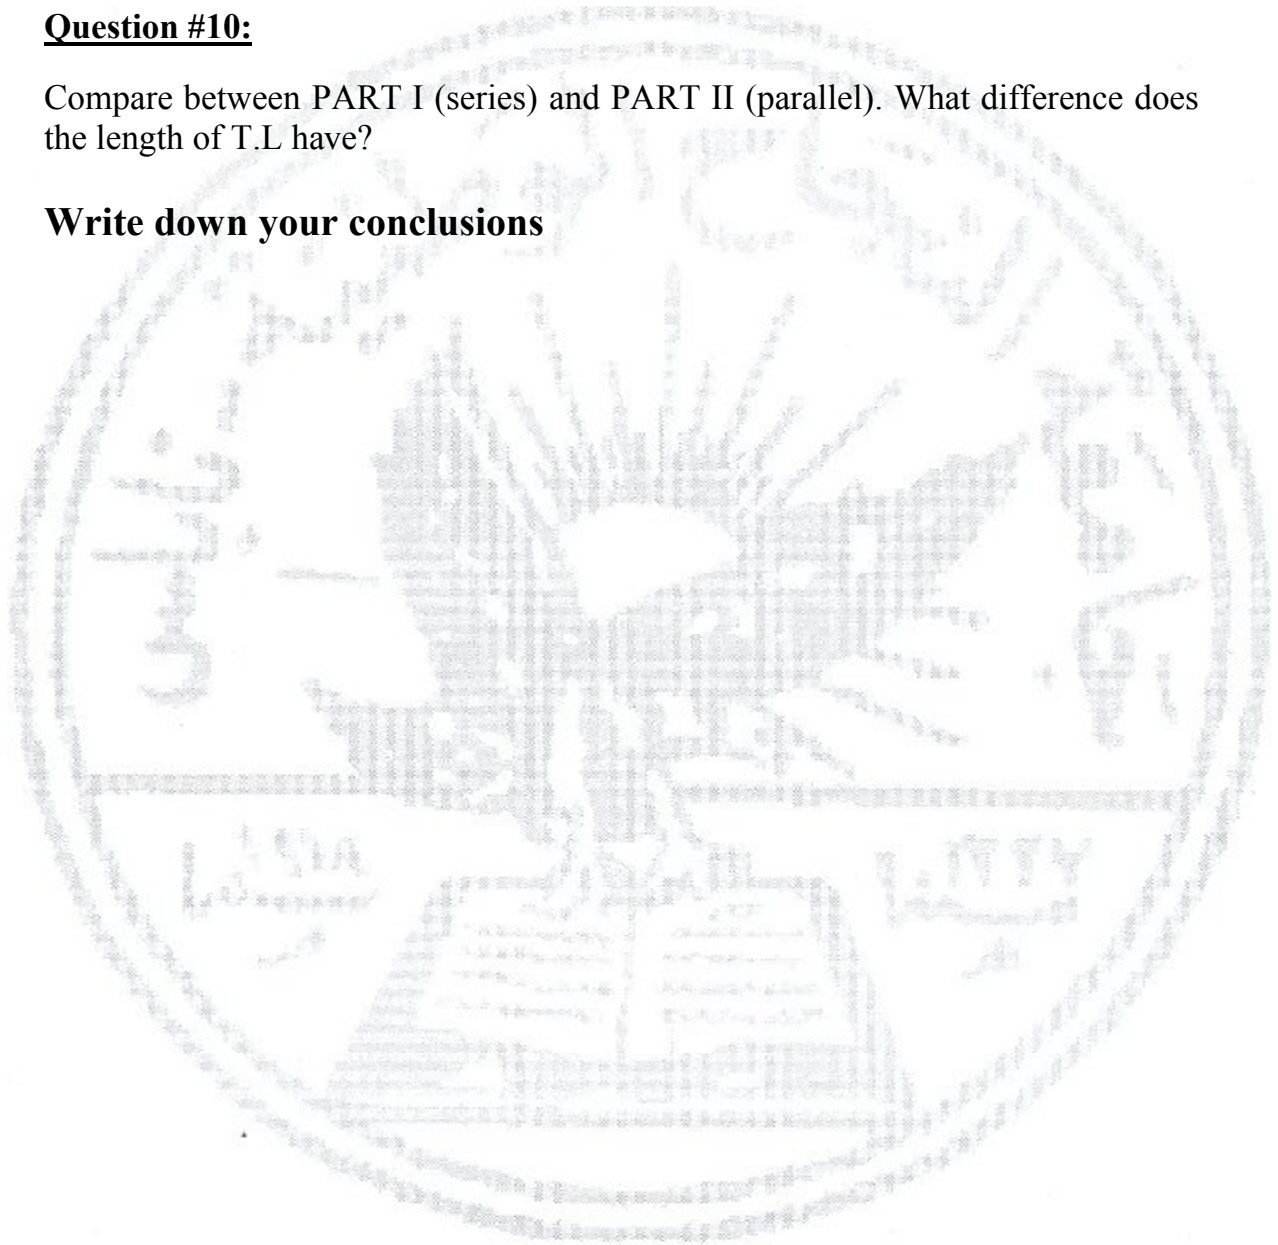 Question #10:
Compare between PART I (series) and PART II (parallel). What difference does
the length of T.L have?
Write down your conclusions